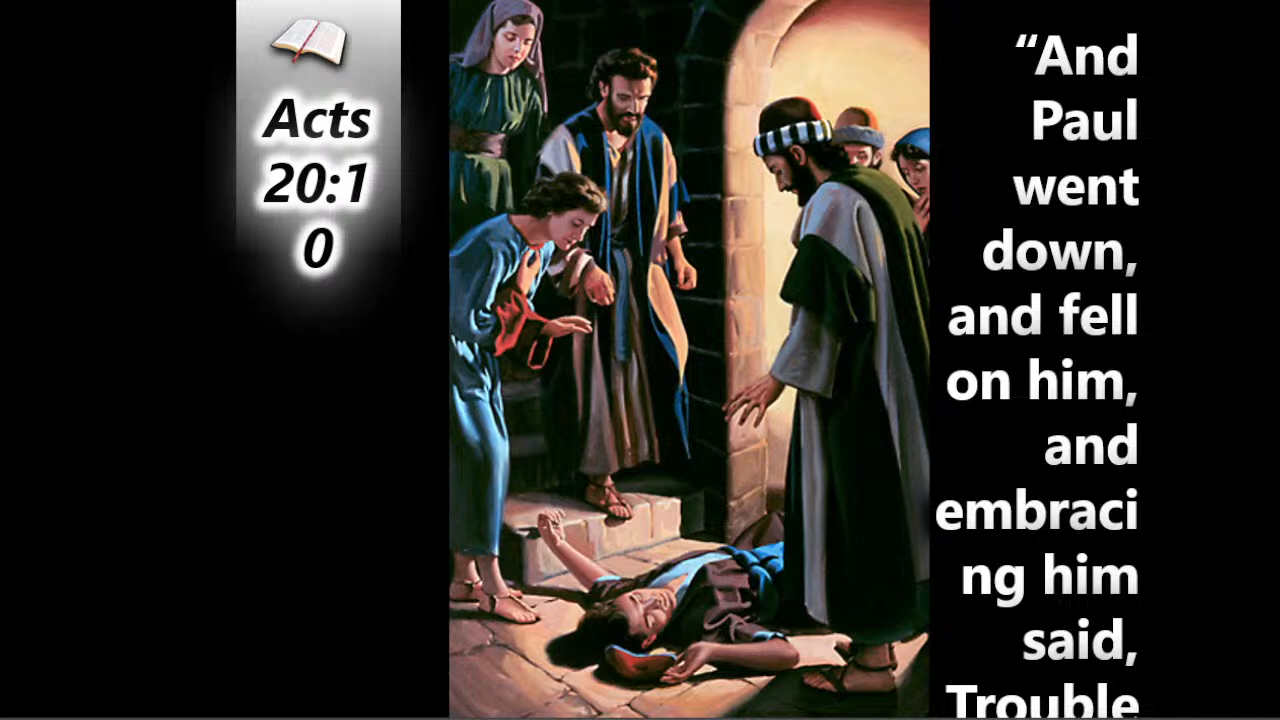 Acts
20:1
0
“And
Paul
went
down,
and fell
on him,
and
embraci
ng him
said,
Trouble